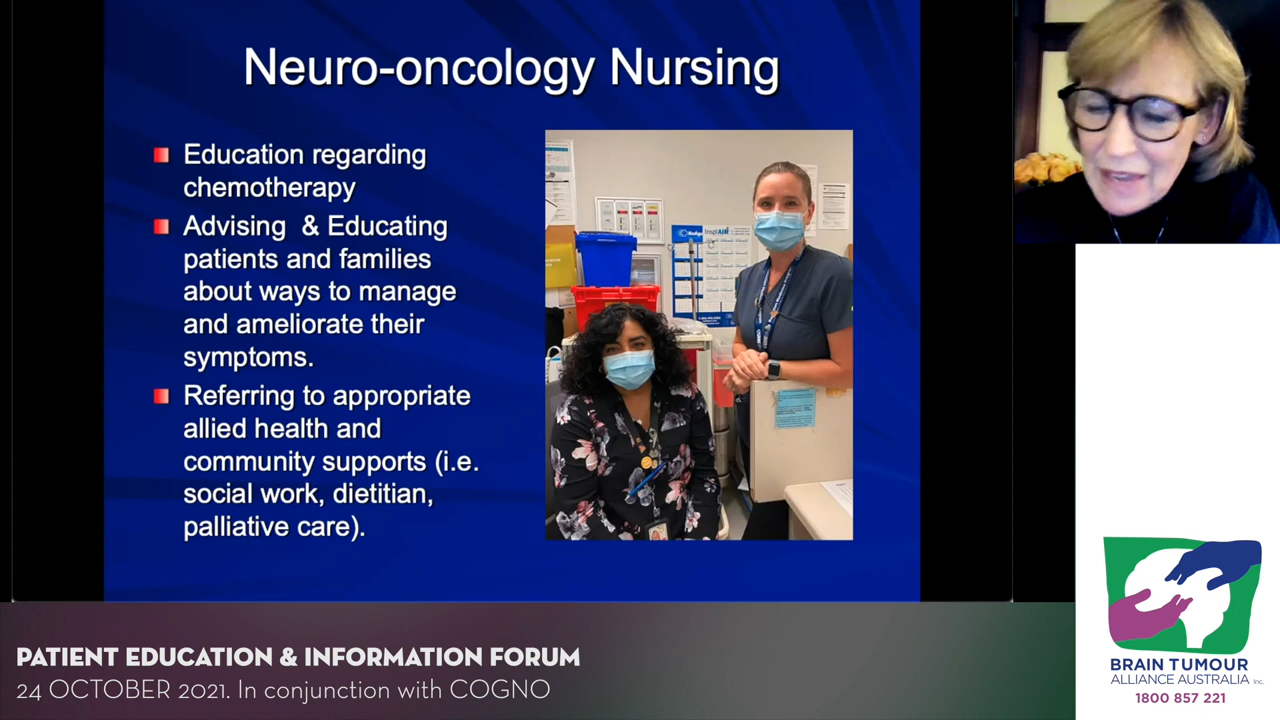 Neuro-oncology Nursing
Education regarding
chemotherapy
Advising & Educating
patients and families
about ways to manage
and ameliorate their
symptoms.
Referring to appropriate
allied health and
community supports (i.e.
social work, dietitian,
palliative care).
PATIENT EDUCATION & INFORMATION FORUM
24 OCTOBER 2021. In conjunction with COGNO
BRAIN TUMOUR
ALLIANCE AUSTRALIA Inc.
1800 857 221